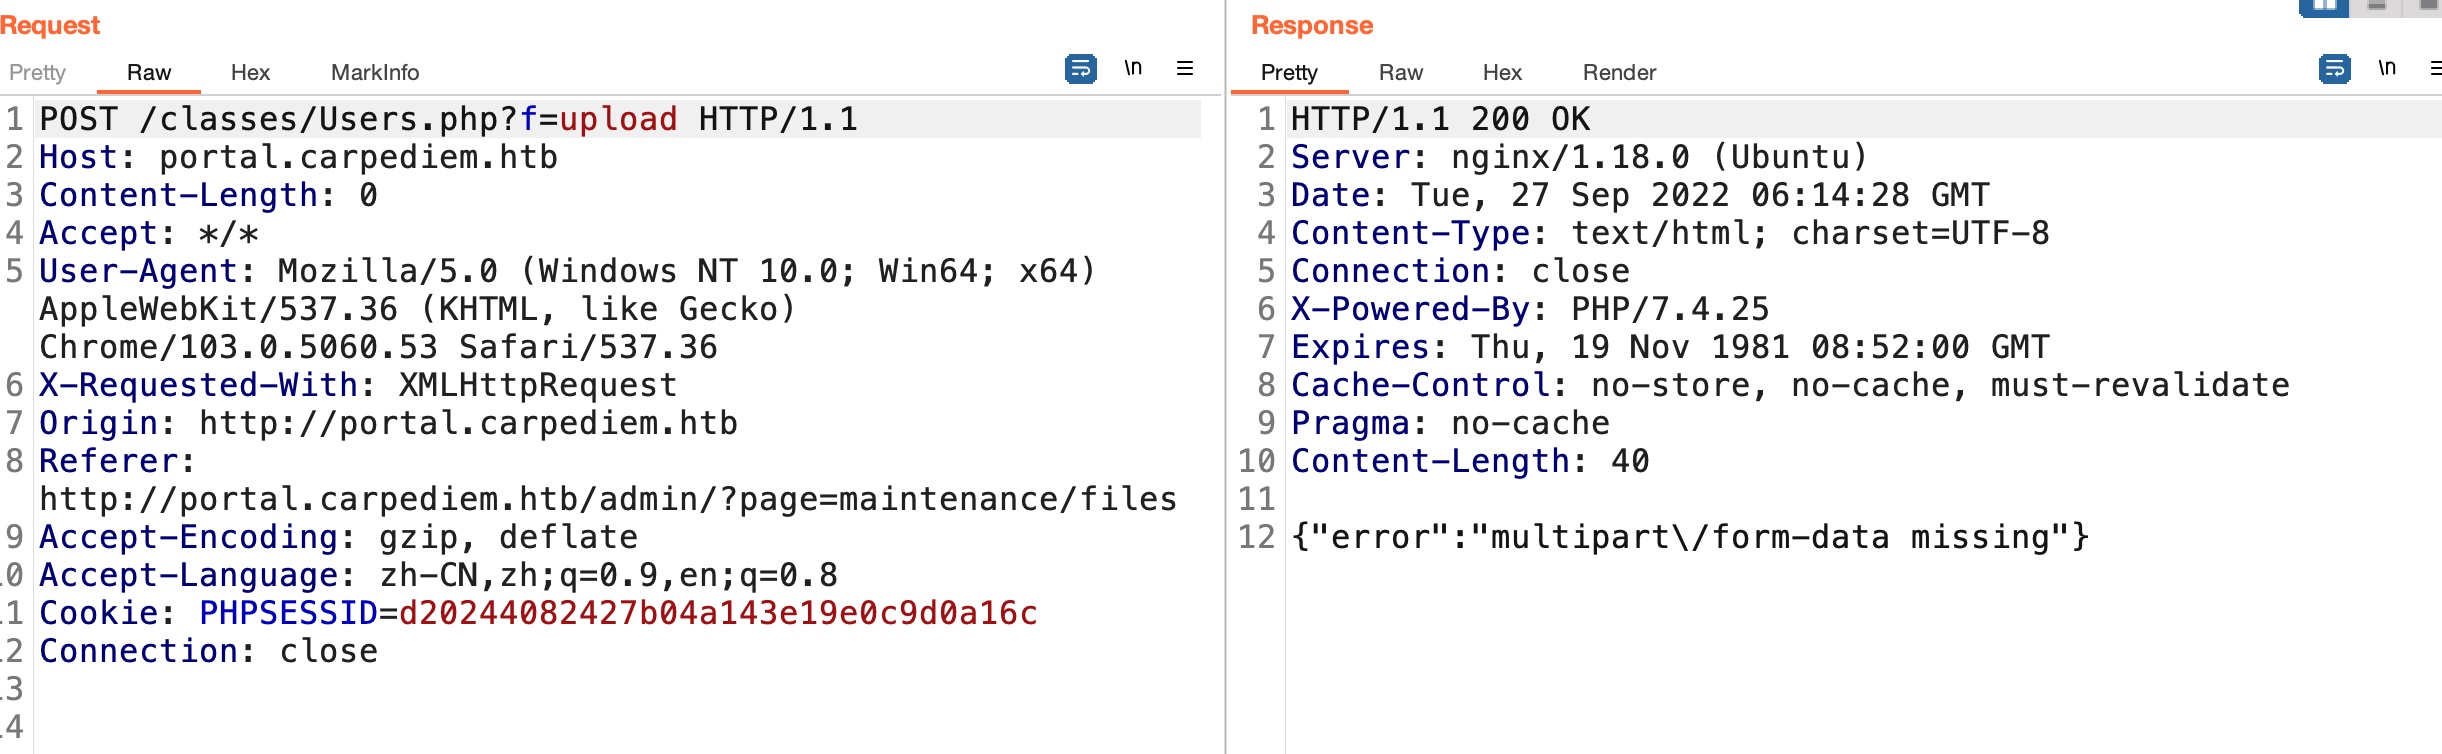 Request
Pretty Raw Hex MarkInfo \n
1 POST /classes/Users.php?f=upload HTTP/1.1
2 Host: portal.carpediem.htb
3 Content-Length: 0
4 Accept: */*
5 User-Agent: Mozilla/5.0 (Windows NT 10.0; Win64; x64)
AppleWebKit/537.36 (KHTML, like Gecko)
Chrome/103.0.5060.53 Safari/537.36
6 X-Requested-With: XMLHttpRequest
7 Origin: http://portal.carpediem.htb
8 Referer:
http://portal.carpediem.htb/admin/?page=maintenance/files
9 Accept-Encoding: gzip, deflate
0 Accept-Language: zh-CN,zh;q=0.9,en;q=0.8
1 Cookie: PHPSESSID=d20244082427b04a143e19e0c9d0a16c
2 Connection: close
3
4
Response
Pretty Raw Hex Render \n
1 HTTP/1.1 200 OK
2 Server: nginx/1.18.0 (Ubuntu)
3 Date: Tue, 27 Sep 2022 06:14:28 GMT
4 Content-Type: text/html; charset=UTF-8
5 Connection: close
6 X-Powered-By: PHP/7.4.25
7 Expires: Thu, 19 Nov 1981 08:52:00 GMT
8 Cache-Control: no-store, no-cache, must-revalidate
9 Pragma: no-cache
10 Content-Length: 40
11
12 {"error":"multipart\/form-data missing"}